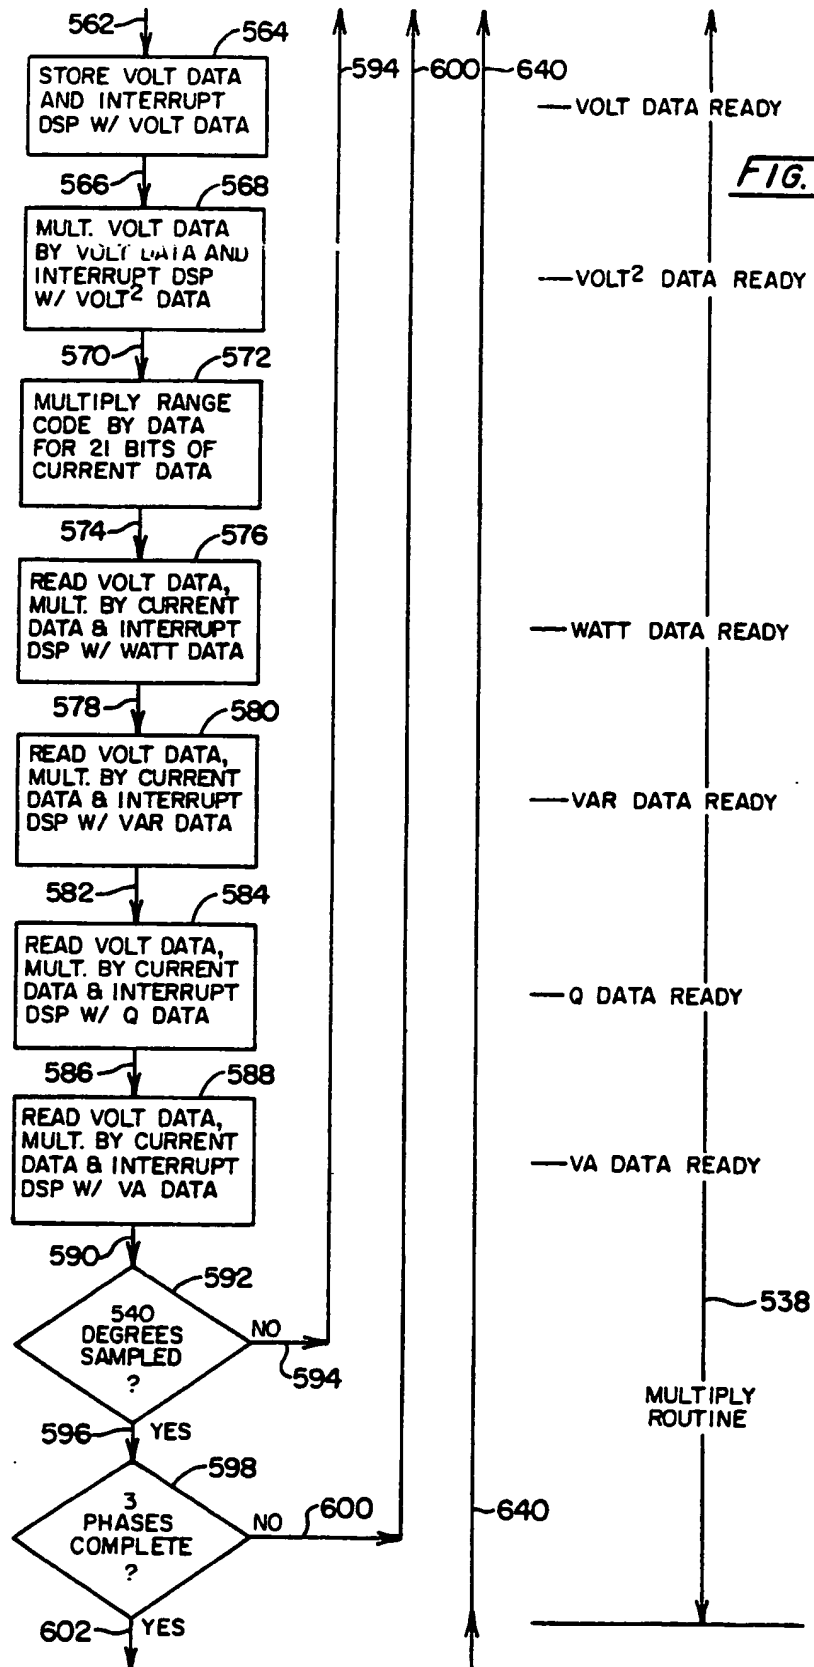 562
564
STORE VOLT DATA
AND INTERRUPT
DSP W/ VOLT DATA
594
600
640
VOLT DATA READY
FIG.
566
568
MULT. VOLT DATA
BY VOLT DATA AND
INTERRUPT DSP
W/ VOLT2 DATA
VOLT2 DATA READY
570
572
MULTIPLY RANGE
CODE BY DATA
FOR 21 BITS OF
CURRENT DATA
574
576
READ VOLT DATA,
MULT. BY CURRENT
DATA & INTERRUPT
DSP W/ WATT DATA
WATT DATA READY
578
580
READ VOLT DATA,
MULT. BY CURRENT
DATA & INTERRUPT
DSP W/ VAR DATA
VAR DATA READY
582
584
READ VOLT DATA,
MULT. BY CURRENT
DATA & INTERRUPT
DSP W/ Q DATA
Q DATA READY
586
588
READ VOLT DATA,
MULT. BY CURRENT
DATA & INTERRUPT
DSP W/ VA DATA
VA DATA READY
590
592
540
DEGREES
SAMPLED
?
NO
594
538
MULTIPLY
ROUTINE
596
YES
598
3
PHASES
COMPLETE
?
NO
600
640
602
YES